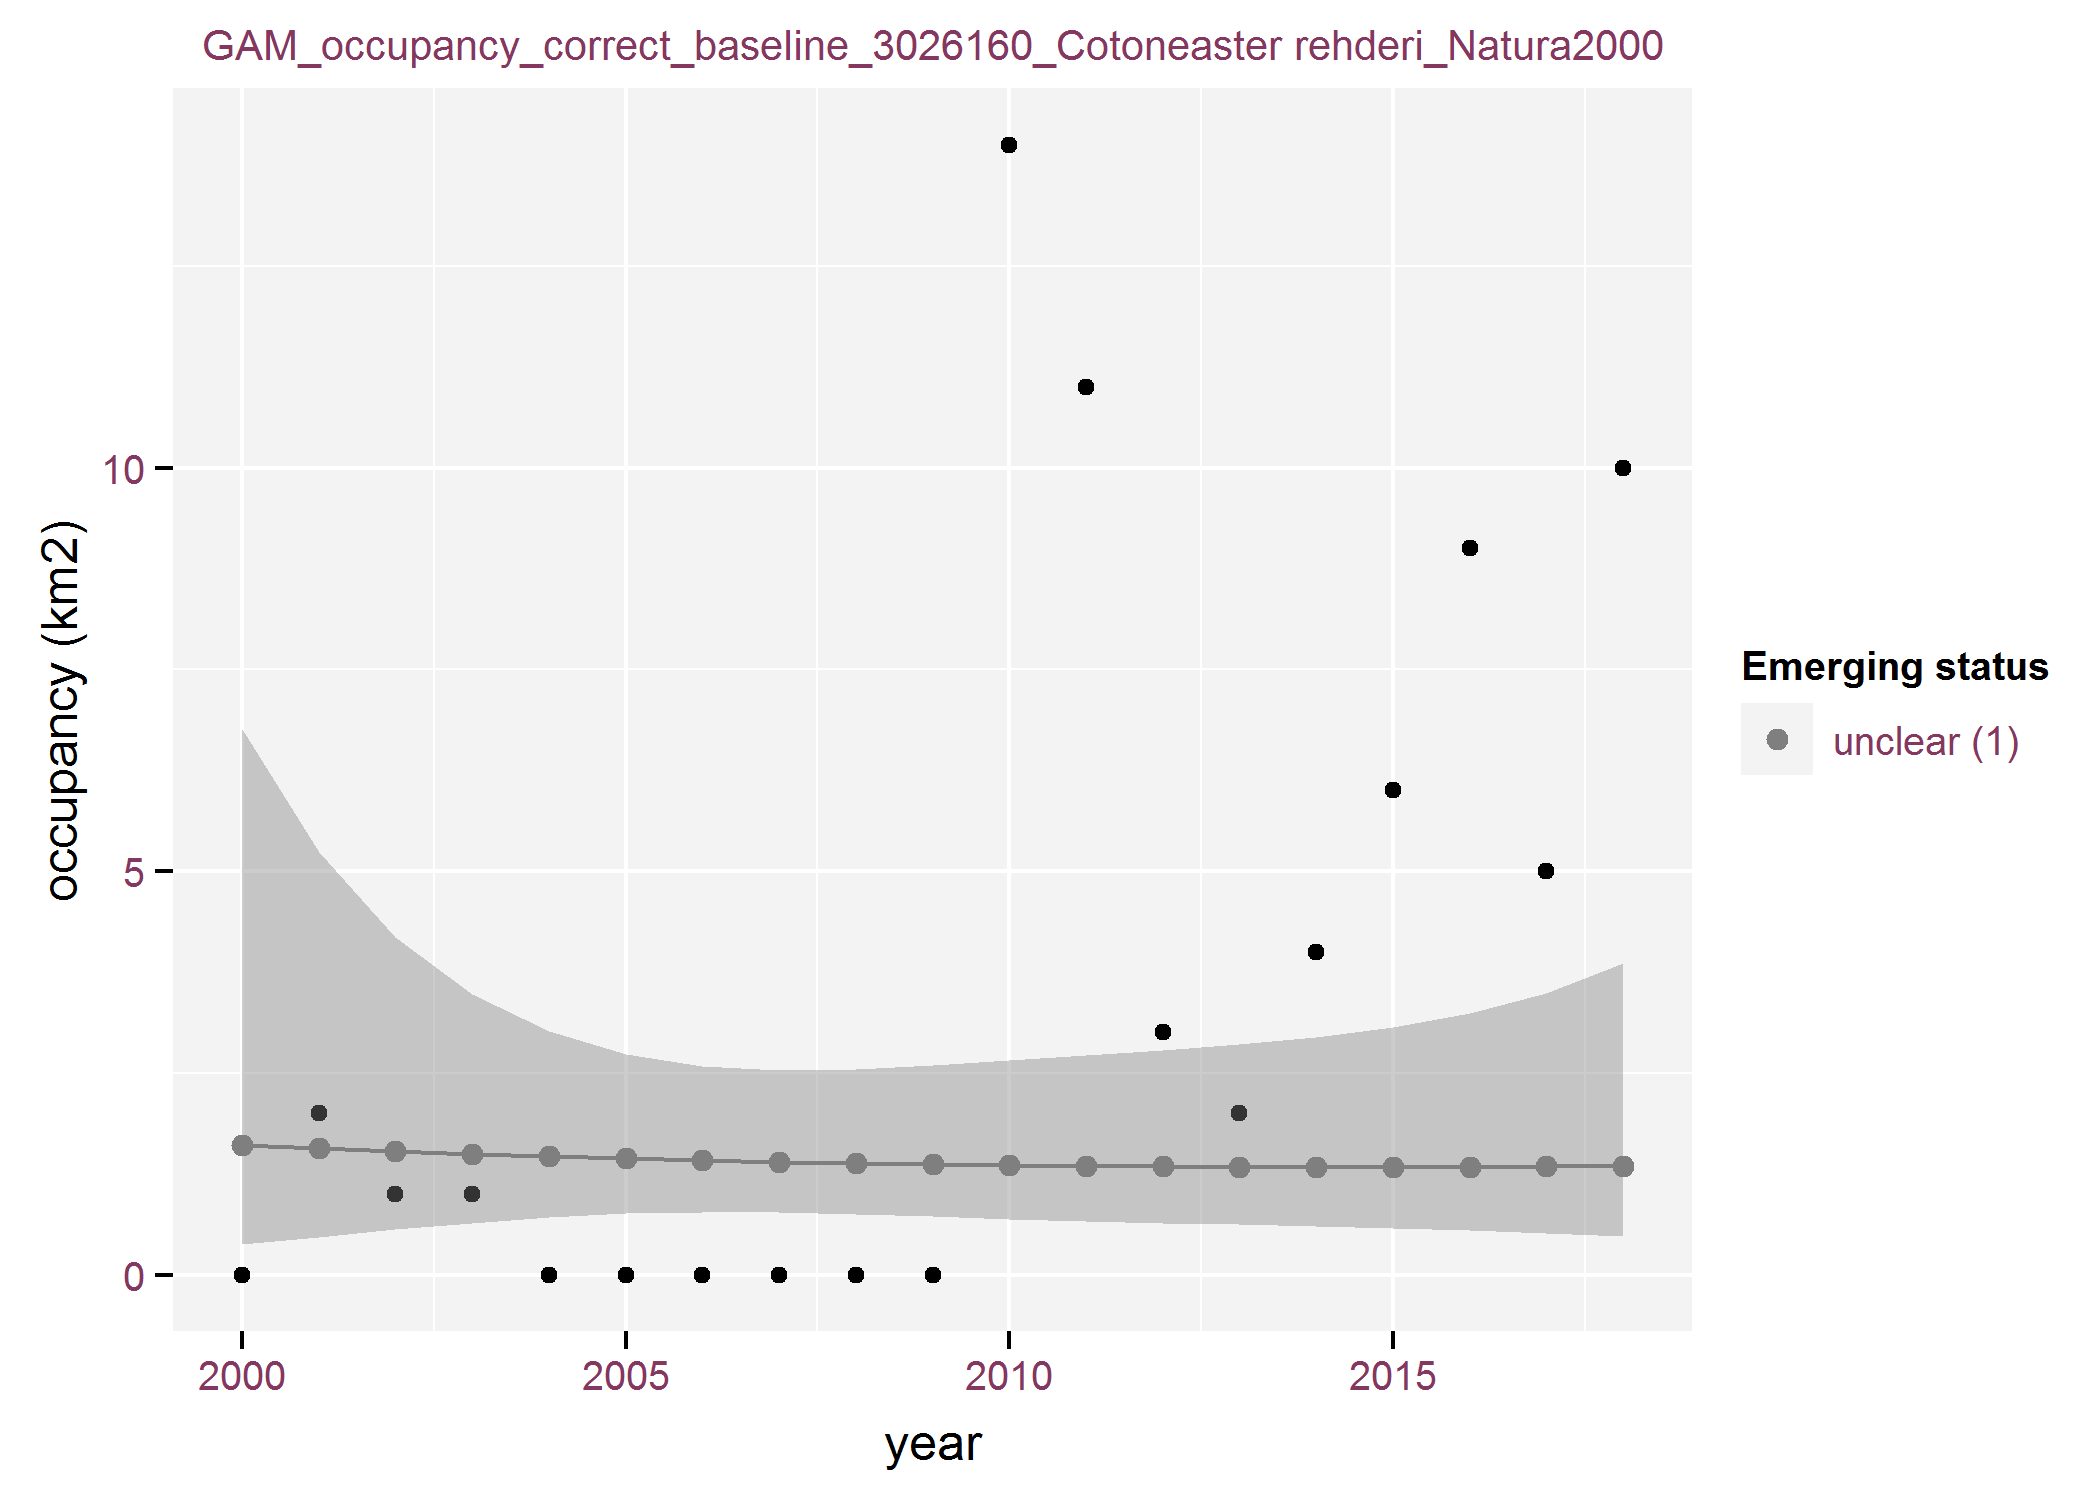 GAM_occupancy_correct_baseline_3026160_Cotoneaster rehderi_Natura2000
10
5
0
occupancy (km2)
2000
2005
2010
2015
year
Emerging status
unclear (1)